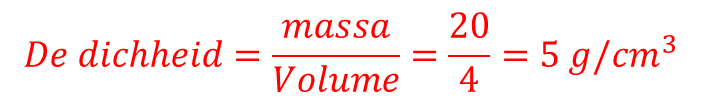 De dichheid = massa/Volume = 20/4 = 5 g/cm³